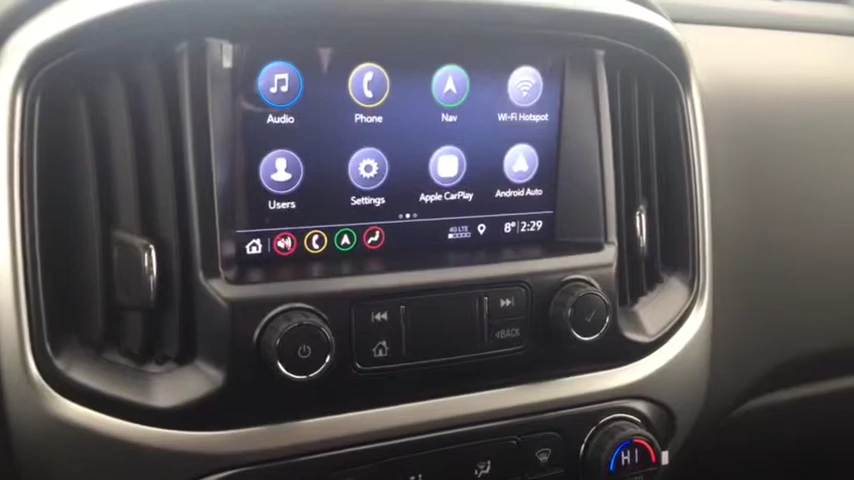 Audio Phone Nav Wi-Fi Hotspot
Users Settings Apple CarPlay Android Auto
4G LTE 8° 2:29
BACK
HI